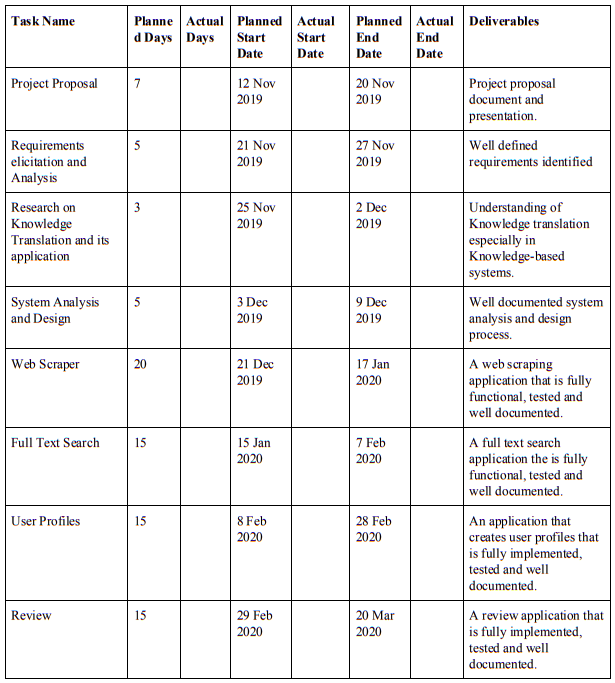 Task Name
Planne
d Days
Actual
Days
Planned
Start
Date
Actual
Start
Date
Planned
End
Date
Actual
End
Date
Deliverables
Project Proposal
7
12 Nov
2019
20 Nov
2019
Project proposal
document and
presentation.
Requirements
elicitation and
Analysis
5
21 Nov
2019
27 Nov
2019
Well defined
requirements identified
Research on
Knowledge
Translation and its
application
3
25 Nov
2019
2 Dec
2019
Understanding of
Knowledge translation
especially in
Knowledge-based
systems.
System Analysis
and Design
5
3 Dec
2019
9 Dec
2019
Well documented system
analysis and design
process.
Web Scraper
20
21 Dec
2019
17 Jan
2020
A web scraping
application that is fully
functional, tested and
well documented.
Full Text Search
15
15 Jan
2020
7 Feb
2020
A full text search
application the is fully
functional, tested and
well documented.
User Profiles
15
8 Feb
2020
28 Feb
2020
An application that
creates user profiles that
is fully implemented,
tested and well
documented.
Review
15
29 Feb
2020
20 Mar
2020
A review application that
is fully implemented,
tested and well
documented.